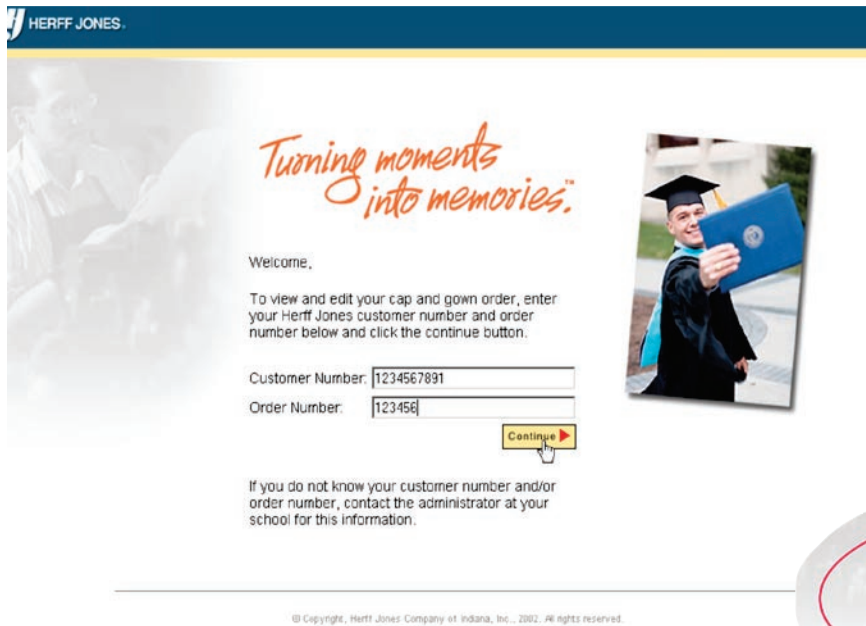 HERFF JONES.
Turning moments
into memories.™
Welcome,
To view and edit your cap and gown order, enter
your Herff Jones customer number and order
number below and click the continue button.
Customer Number: 1234567891
Order Number: 123456
Continue
If you do not know your customer number and/or
order number, contact the administrator at your
school for this information.
© Copyright, Herff Jones Company of Indiana, Inc., 2002. All rights reserved.